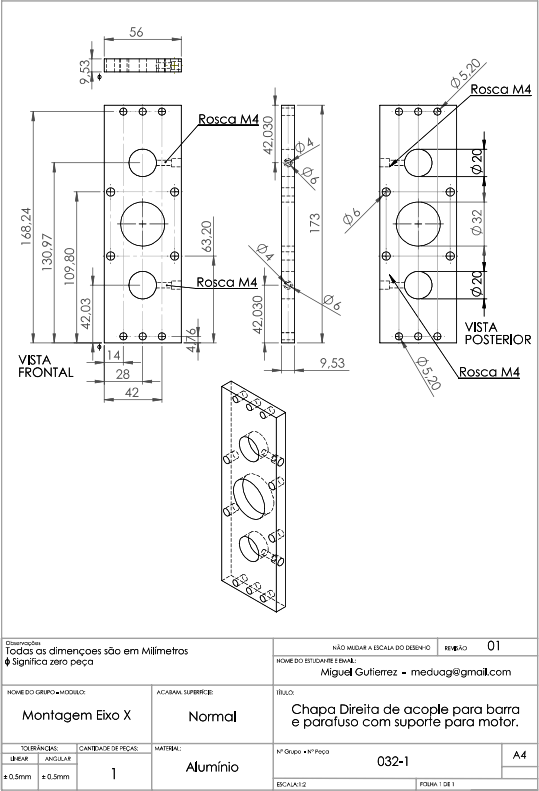 56
9,53
Φ
Ø5,20
Rosca M4
Rosca M4
42,030
Ø4
Ø6
Ø20
168,24
130,97
109,80
63,20
173
Ø6
Ø32
Ø4
Ø20
42,03
Rosca M4
42,030
Ø6
4,76
VISTA
FRONTAL
Φ
14
28
42
9,53
VISTA
POSTERIOR
Ø5,20
Rosca M4
Observações
Todas as dimençoes são em Milímetros
Φ Significa zero peça
NÃO MUDAR A ESCALA DO DESENHO
REVISÃO 01
NOME DO ESTUDANTE E EMAIL:
Miguel Gutierrez - meduag@gmail.com
NOME DO GRUPO - MODULO:
Montagem Eixo X
ACABAM. SUPERFÍCIE:
Normal
TÍTULO:
Chapa Direita de acople para barra
e parafuso com suporte para motor.
TOLERÂNCIAS:
LINEAR ANGULAR
± 0.5mm ± 0.5mm
CANTIDADE DE PEÇAS:
1
MATERIAL:
Alumínio
Nº Grupo - Nº Peça
032-1
A4
ESCALA:1:2
FOLHA 1 DE 1